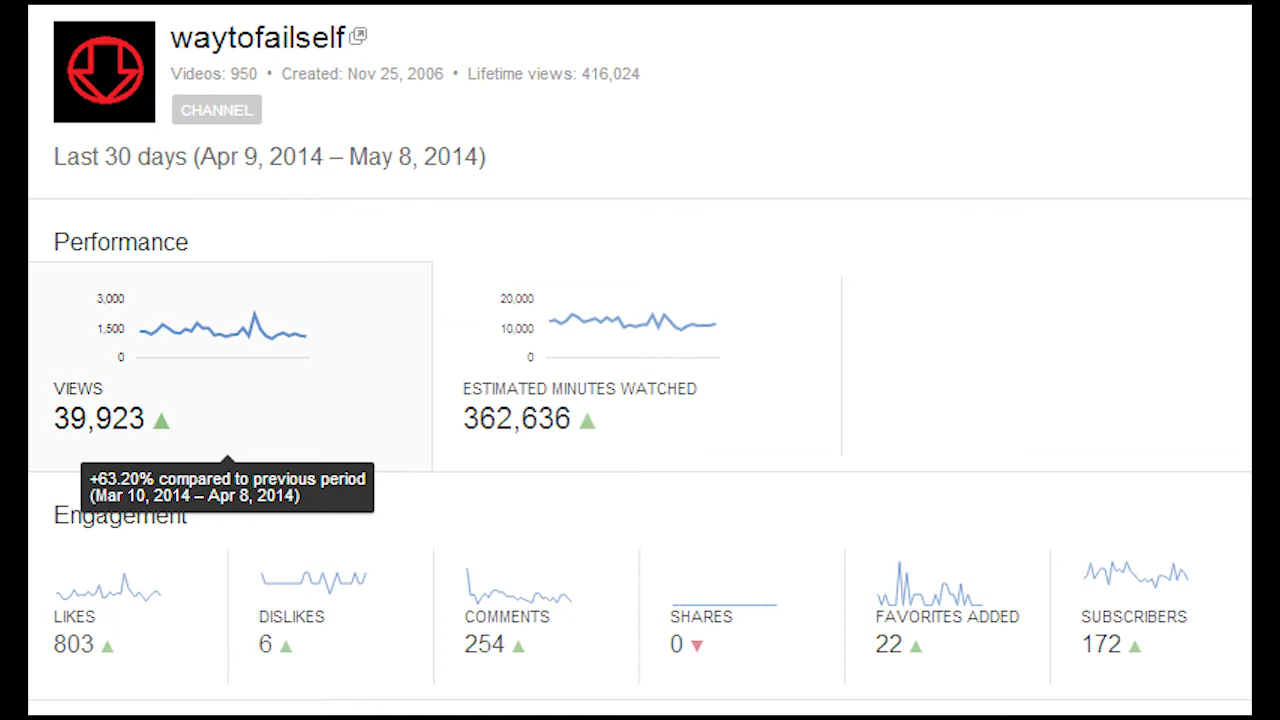 waytofailself
Videos: 950 • Created: Nov 25, 2006 • Lifetime views: 416,024
CHANNEL
Last 30 days (Apr 9, 2014 – May 8, 2014)
Performance
3,000
1,500
0
VIEWS
39,923
20,000
10,000
0
ESTIMATED MINUTES WATCHED
362,636
+63.20% compared to previous period
(Mar 10, 2014 – Apr 8, 2014)
Engagement
LIKES
803
DISLIKES
6
COMMENTS
254
SHARES
0
FAVORITES ADDED
22
SUBSCRIBERS
172